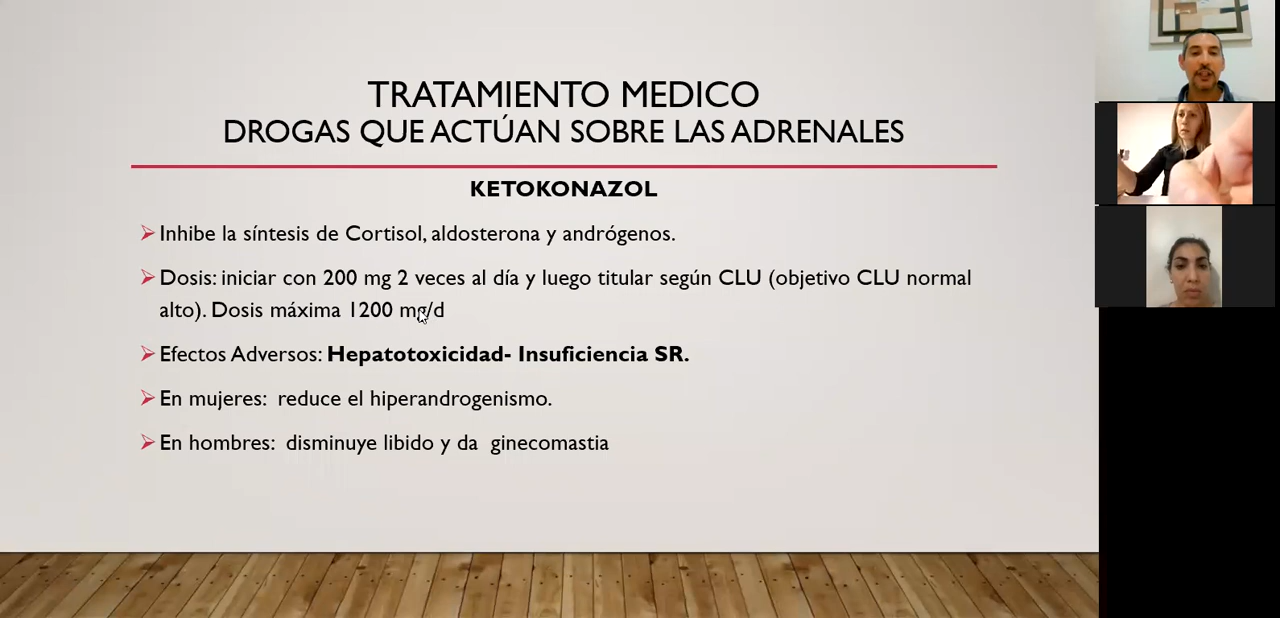 TRATAMIENTO MEDICO
DROGAS QUE ACTÚAN SOBRE LAS ADRENALES
KETOKONAZOL
Inhibe la síntesis de Cortisol, aldosterona y andrógenos.
Dosis: iniciar con 200 mg 2 veces al día y luego titular según CLU (objetivo CLU normal
alto). Dosis máxima 1200 mg/d
Efectos Adversos: Hepatotoxicidad- Insuficiencia SR.
En mujeres: reduce el hiperandrogenismo.
En hombres: disminuye libido y da ginecomastia